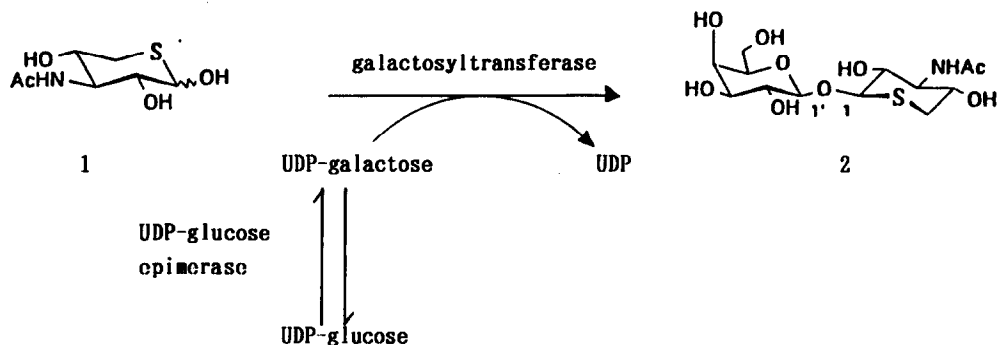 HO
S
AcHN
OH
OH
1
galactosyltransferase
UDP-galactose
UDP
UDP-glucose
epimerase
UDP-glucose
HO
OH
O
HO
OH
O
1'
1
HO
NHAc
S
OH
2